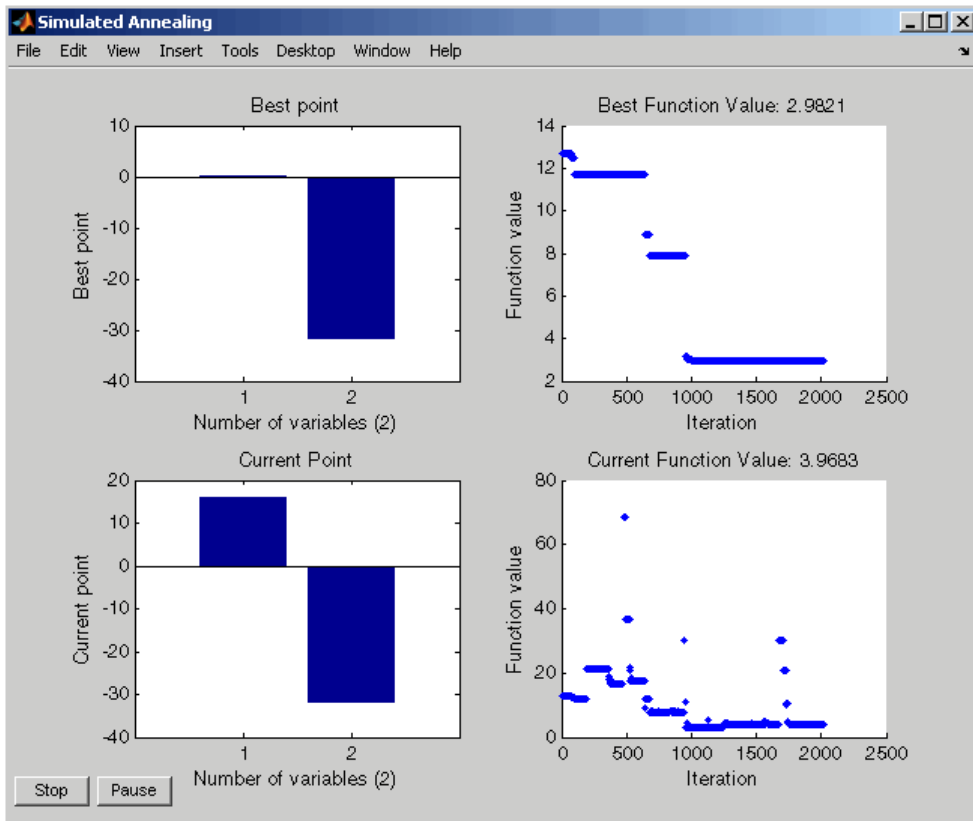 Simulated Annealing
File Edit View Insert Tools Desktop Window Help
Best point
10
0
-10
-20
-30
-40
Best point
1 2
Number of variables (2)
Best Function Value: 2.9821
14
12
10
8
6
4
2
Function value
0 500 1000 1500 2000 2500
Iteration
Current Point
20
10
0
-10
-20
-30
-40
Current point
1 2
Number of variables (2)
Current Function Value: 3.9683
80
60
40
20
0
Function value
0 500 1000 1500 2000 2500
Iteration
Stop Pause